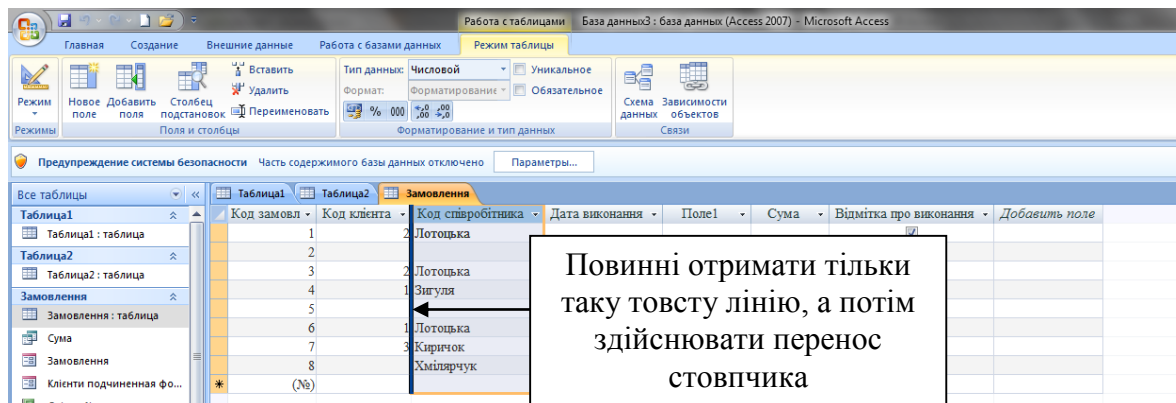 Работа с таблицами База данных3 : база данных (Access 2007) - Microsoft Access
Главная Создание Внешние данные Работа с базами данных Режим таблицы
Режим
Режимы
Новое поле
Добавить поля
Столбец подстановок
Вставить
Удалить
Переименовать
Поля и столбцы
Тип данных: Числовой
Формат: Форматирование
% 000
Уникальное
Обязательное
Форматирование и тип данных
Схема данных
Зависимости объектов
Связи
Предупреждение системы безопасности Часть содержимого базы данных отключено Параметры...
Все таблицы
Таблица1
Таблица1 : таблица
Таблица2
Таблица2 : таблица
Замовлення
Замовлення : таблица
Сума
Замовлення
Клієнти подчиненная фо...
Таблица1 Таблица2 Замовлення
Код замовл Код клієнта Код співробітника Дата виконання Поле1 Сума Відмітка про виконання Добавить поле
1 2 Лотоцька
2
3 2 Лотоцька
4 1 Зигуля
5
6 1 Лотоцька
7 3 Киричок
8 Хмілярчук
* (№)
Повинні отримати тільки
таку товсту лінію, а потім
здійснювати перенос
стовпчика